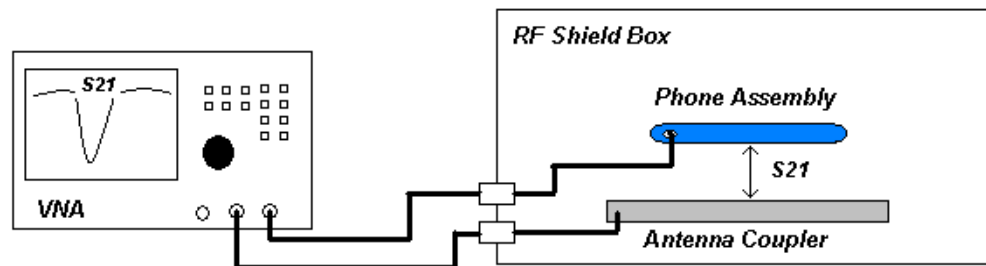 S21
VNA
RF Shield Box
Phone Assembly
S21
Antenna Coupler